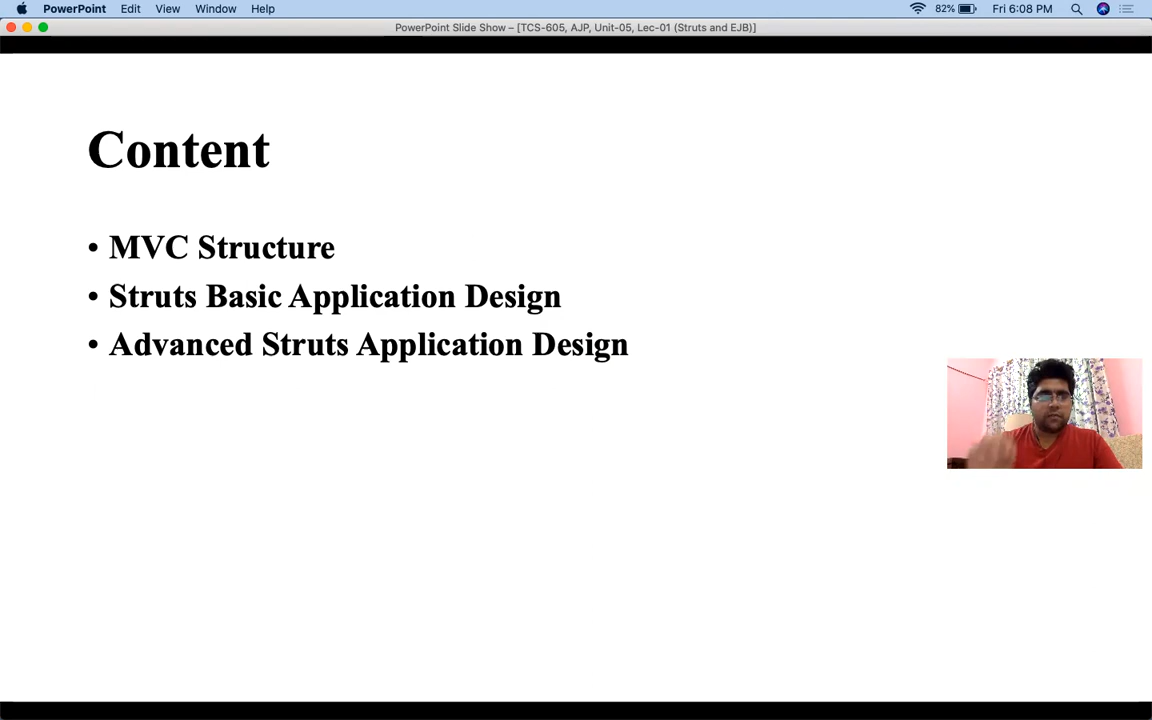 PowerPoint Edit View Window Help 82% Fri 6:08 PM
PowerPoint Slide Show – [TCS-605, AJP, Unit-05, Lec-01 (Struts and EJB)]
Content
• MVC Structure
• Struts Basic Application Design
• Advanced Struts Application Design